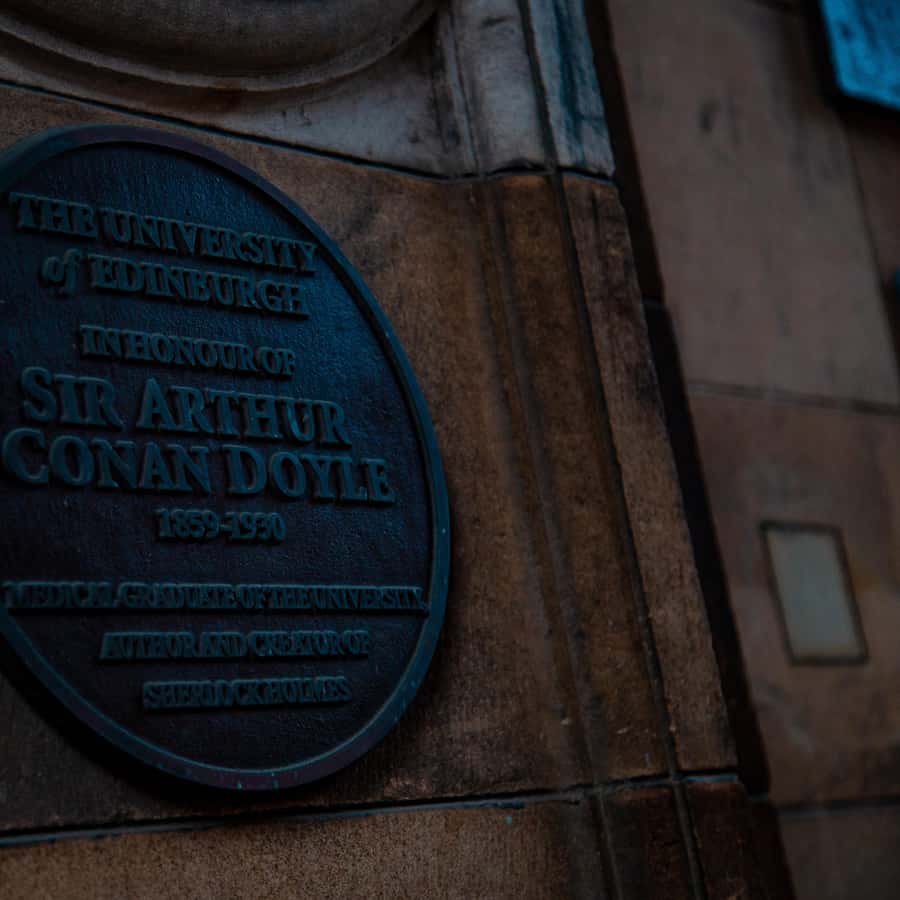 THE UNIVERSITY
of EDINBURGH
IN HONOUR OF
SIR ARTHUR
CONAN DOYLE
1859-1930
MEDICAL GRADUATE OF THE UNIVERSITY
AUTHOR AND CREATOR OF
SHERLOCK HOLMES